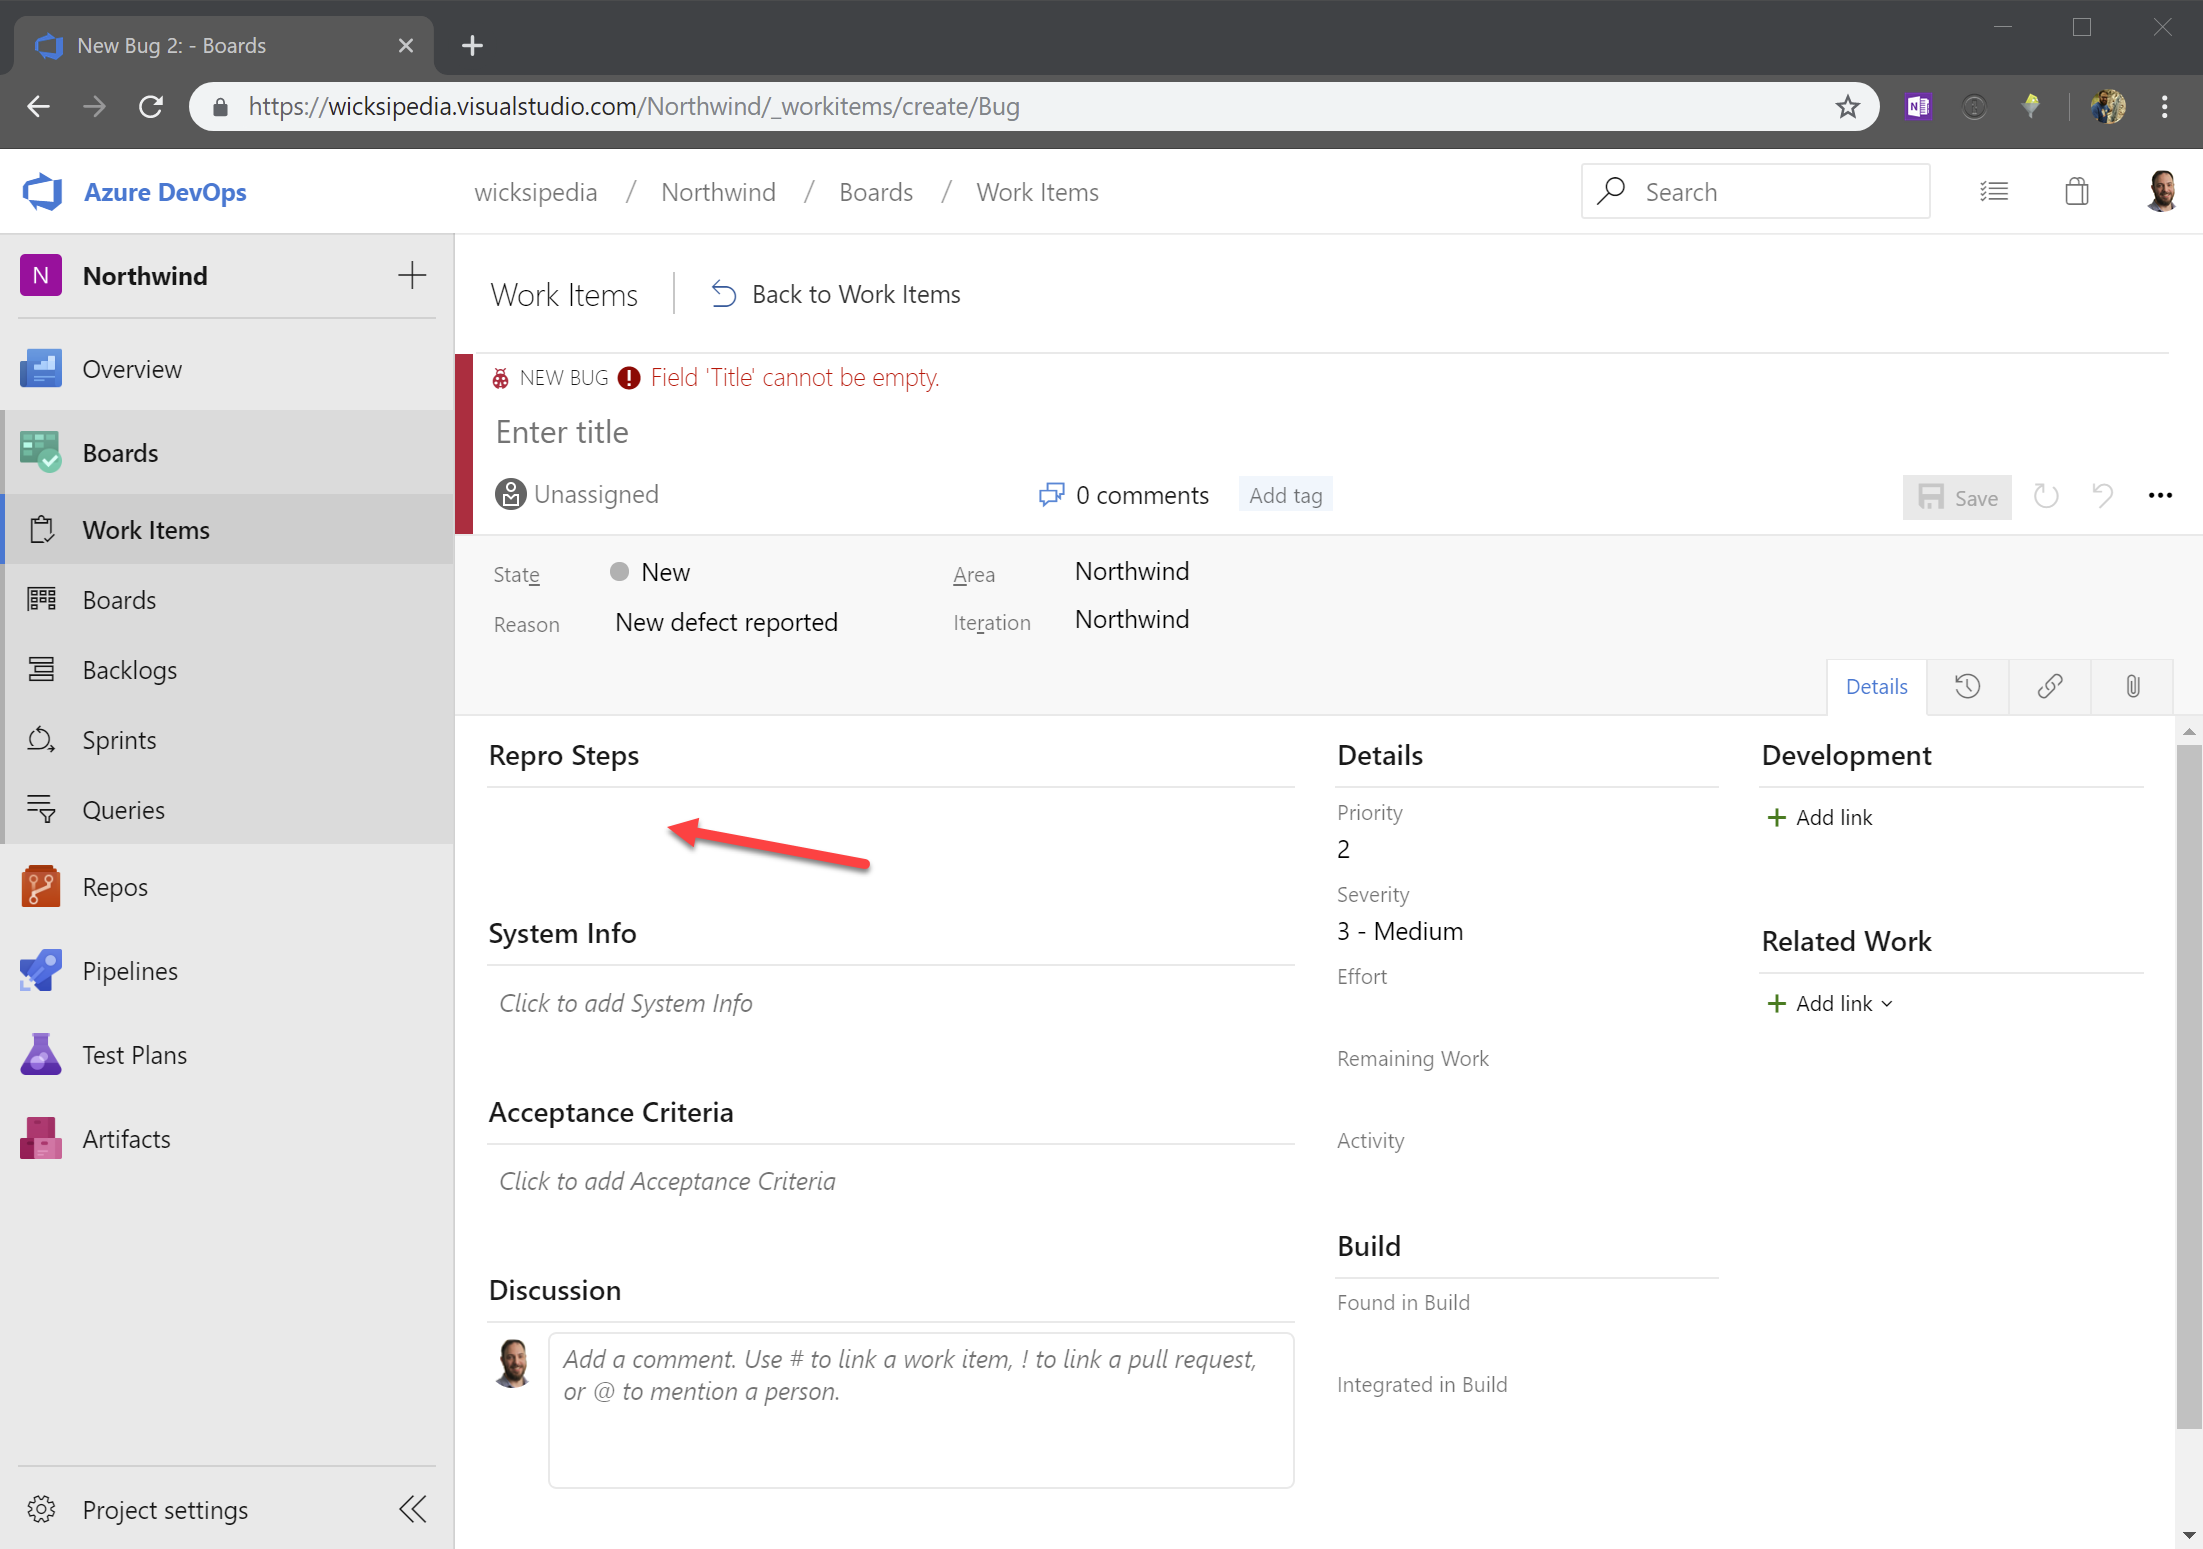 New Bug 2: - Boards
https://wicksipedia.visualstudio.com/Northwind/_workitems/create/Bug
Azure DevOps
wicksipedia / Northwind / Boards / Work Items
Search
N Northwind
Overview
Boards
Work Items
Boards
Backlogs
Sprints
Queries
Repos
Pipelines
Test Plans
Artifacts
Project settings
Work Items
Back to Work Items
NEW BUG Field 'Title' cannot be empty.
Enter title
Unassigned
0 comments
Add tag
Save
State New
Area Northwind
Reason New defect reported
Iteration Northwind
Details
Repro Steps
System Info
Click to add System Info
Acceptance Criteria
Click to add Acceptance Criteria
Discussion
Add a comment. Use # to link a work item, ! to link a pull request,
or @ to mention a person.
Details
Priority
2
Severity
3 - Medium
Effort
Remaining Work
Activity
Build
Found in Build
Integrated in Build
Development
Add link
Related Work
Add link